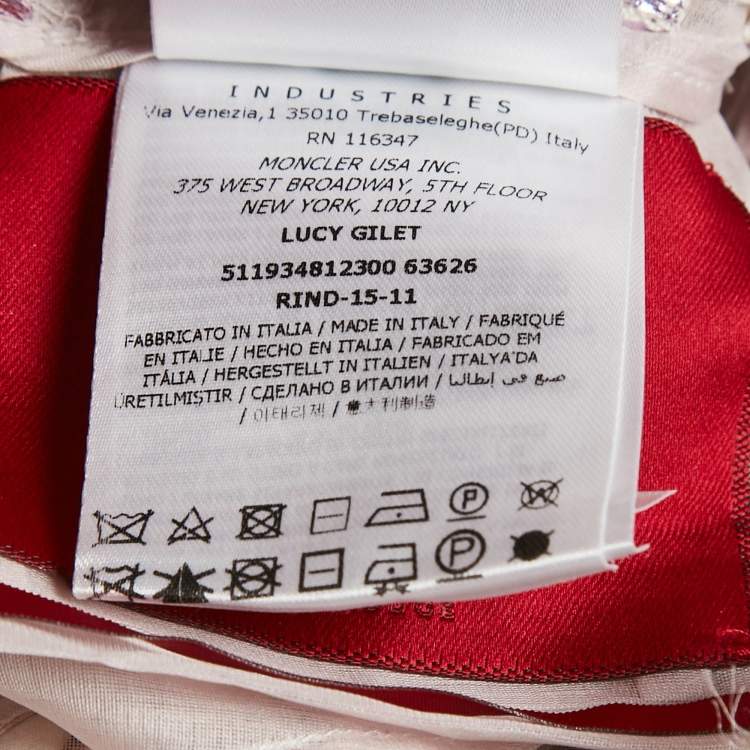 INDUSTRIES
Via Venezia,1 35010 Trebaseleghe(PD) Italy
RN 116347
MONCLER USA INC.
375 WEST BROADWAY, 5TH FLOOR
NEW YORK, 10012 NY
LUCY GILET
511934812300 63626
RIND-15-11
FABBRICATO IN ITALIA / MADE IN ITALY / FABRIQUÉ
EN ITALIE / HECHO EN ITALIA / FABRICADO EM
ITÁLIA / HERGESTELLT IN ITALIEN / ITALYA'DA
ÜRETILMIŞTIR / СДЕЛАНО В ИТАЛИИ / صنع في إيطاليا
/ 이태리제 / 意大利制造
P W
P